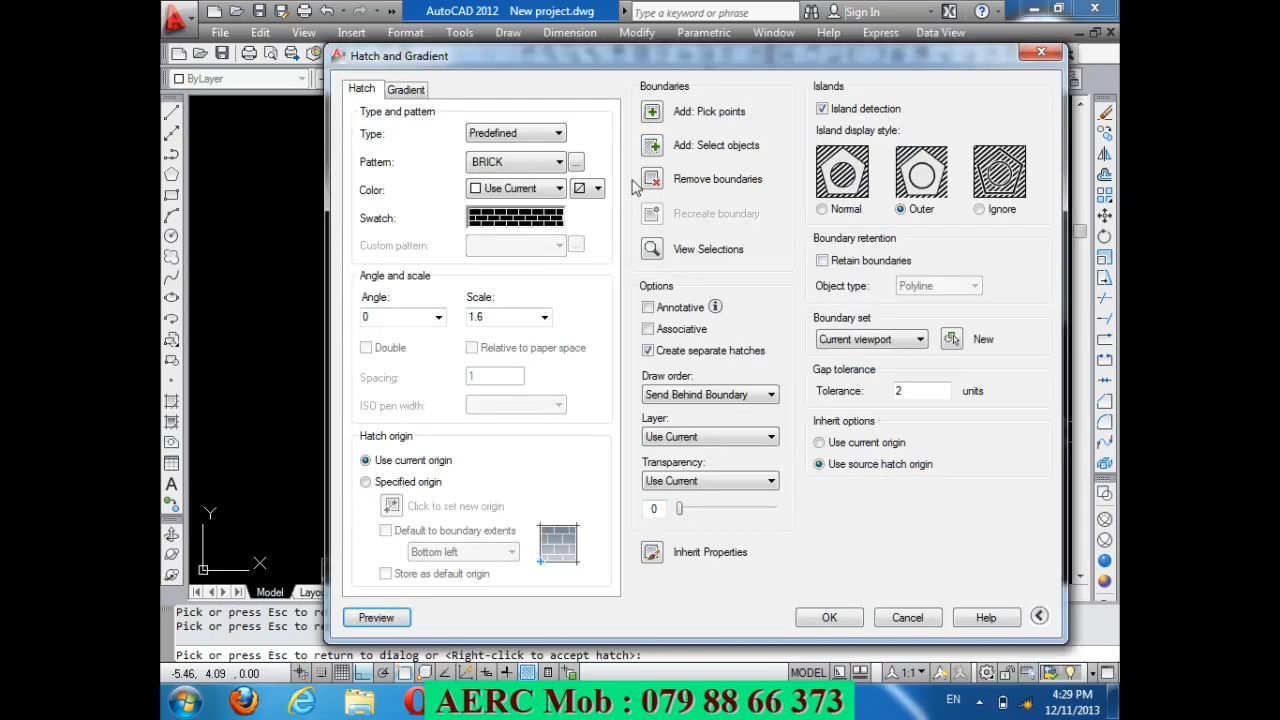 AutoCAD 2012 New project.dwg
Type a keyword or phrase
Sign In
File Edit View Insert Format Tools Draw Dimension Modify Parametric Window Help Express Data View
Hatch and Gradient
ByLayer
Hatch Gradient
Type and pattern
Type: Predefined
Pattern: BRICK ...
Color: Use Current
Swatch:
Custom pattern: ...
Angle and scale
Angle: Scale:
0 1.6
Double Relative to paper space
Spacing: 1
ISO pen width:
Hatch origin
Use current origin
Specified origin
Click to set new origin
Default to boundary extents
Bottom left
Store as default origin
Boundaries
Add: Pick points
Add: Select objects
Remove boundaries
Recreate boundary
View Selections
Options
Annotative
Associative
Create separate hatches
Draw order:
Send Behind Boundary
Layer:
Use Current
Transparency:
Use Current
0
Inherit Properties
Islands
Island detection
Island display style:
Normal Outer Ignore
Boundary retention
Retain boundaries
Object type: Polyline
Boundary set
Current viewport New
Gap tolerance
Tolerance: 2 units
Inherit options
Use current origin
Use source hatch origin
Preview OK Cancel Help
Y
X
Model Layou
Pick or press Esc to re
Pick or press Esc to re
Pick or press Esc to return to dialog or <Right-click to accept hatch>:
-5.46, 4.09, 0.00
MODEL
1:1
AERC Mob : 079 88 66 373
EN
4:29 PM
12/11/2013